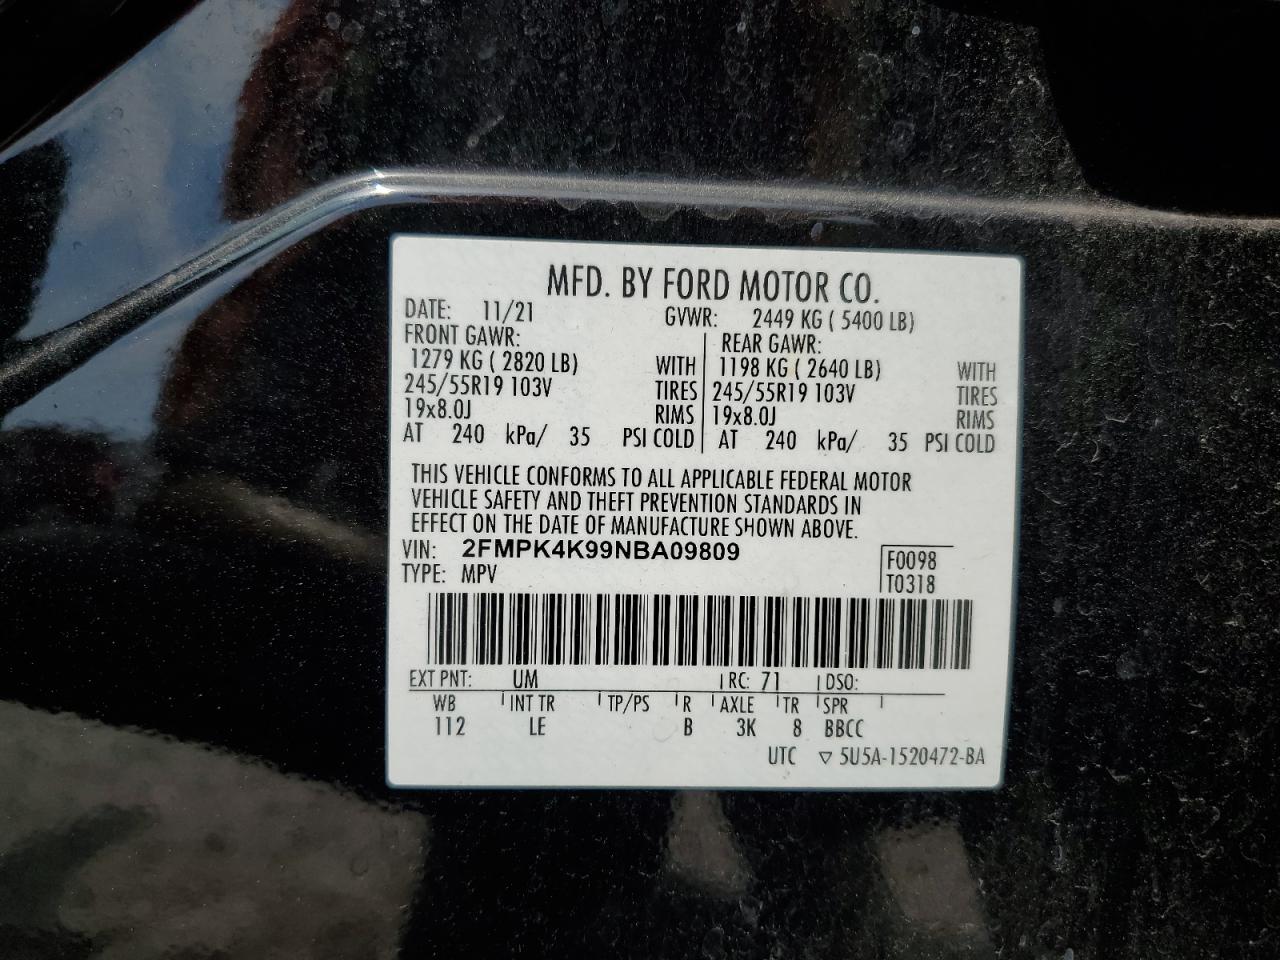 MFD. BY FORD MOTOR CO.
DATE: 11/21 GVWR: 2449 KG ( 5400 LB)
FRONT GAWR: REAR GAWR:
1279 KG ( 2820 LB) WITH 1198 KG ( 2640 LB) WITH
245/55R19 103V TIRES 245/55R19 103V TIRES
19x8.0J RIMS 19x8.0J RIMS
AT 240 kPa/ 35 PSI COLD AT 240 kPa/ 35 PSI COLD
THIS VEHICLE CONFORMS TO ALL APPLICABLE FEDERAL MOTOR
VEHICLE SAFETY AND THEFT PREVENTION STANDARDS IN
EFFECT ON THE DATE OF MANUFACTURE SHOWN ABOVE.
VIN: 2FMPK4K99NBA09809 F0098
TYPE: MPV T0318
EXT PNT: UM RC: 71 DSO:
WB INT TR TP/PS R AXLE TR SPR
112 LE B 3K 8 BBCC
UTC ▽ 5U5A-1520472-BA